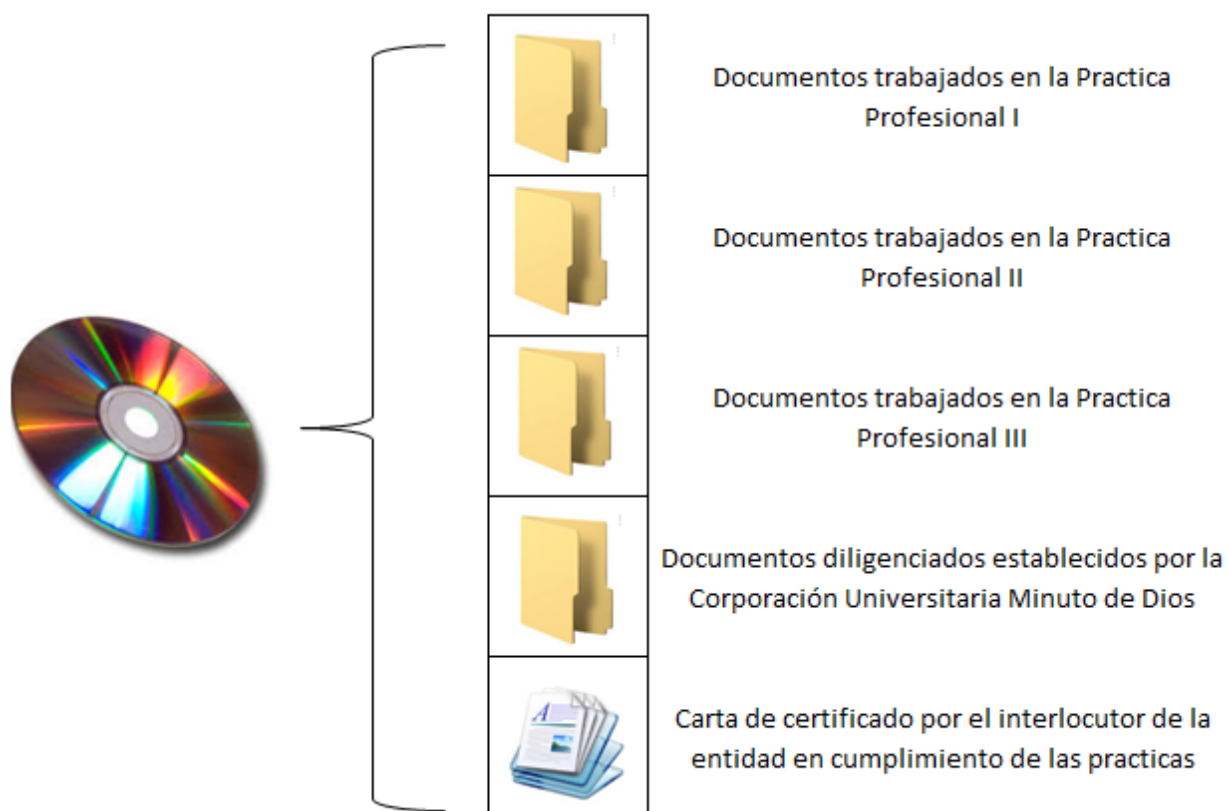 Documentos trabajados en la Practica
Profesional I
Documentos trabajados en la Practica
Profesional II
Documentos trabajados en la Practica
Profesional III
Documentos diligenciados establecidos por la
Corporación Universitaria Minuto de Dios
Carta de certificado por el interlocutor de la
entidad en cumplimiento de las practicas